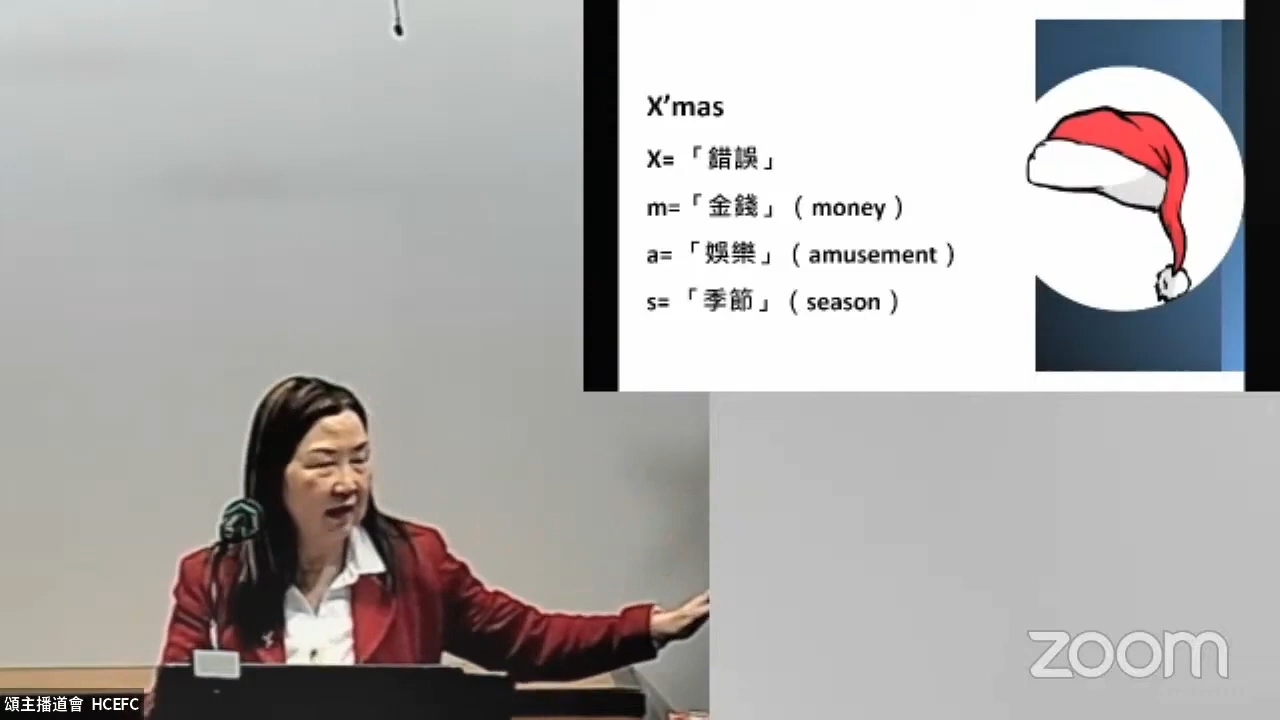 X’mas
X= 「錯誤」
m=「金錢」（money）
a= 「娛樂」（amusement）
s= 「季節」（season）
zoom
頌主播道會 HCEFC